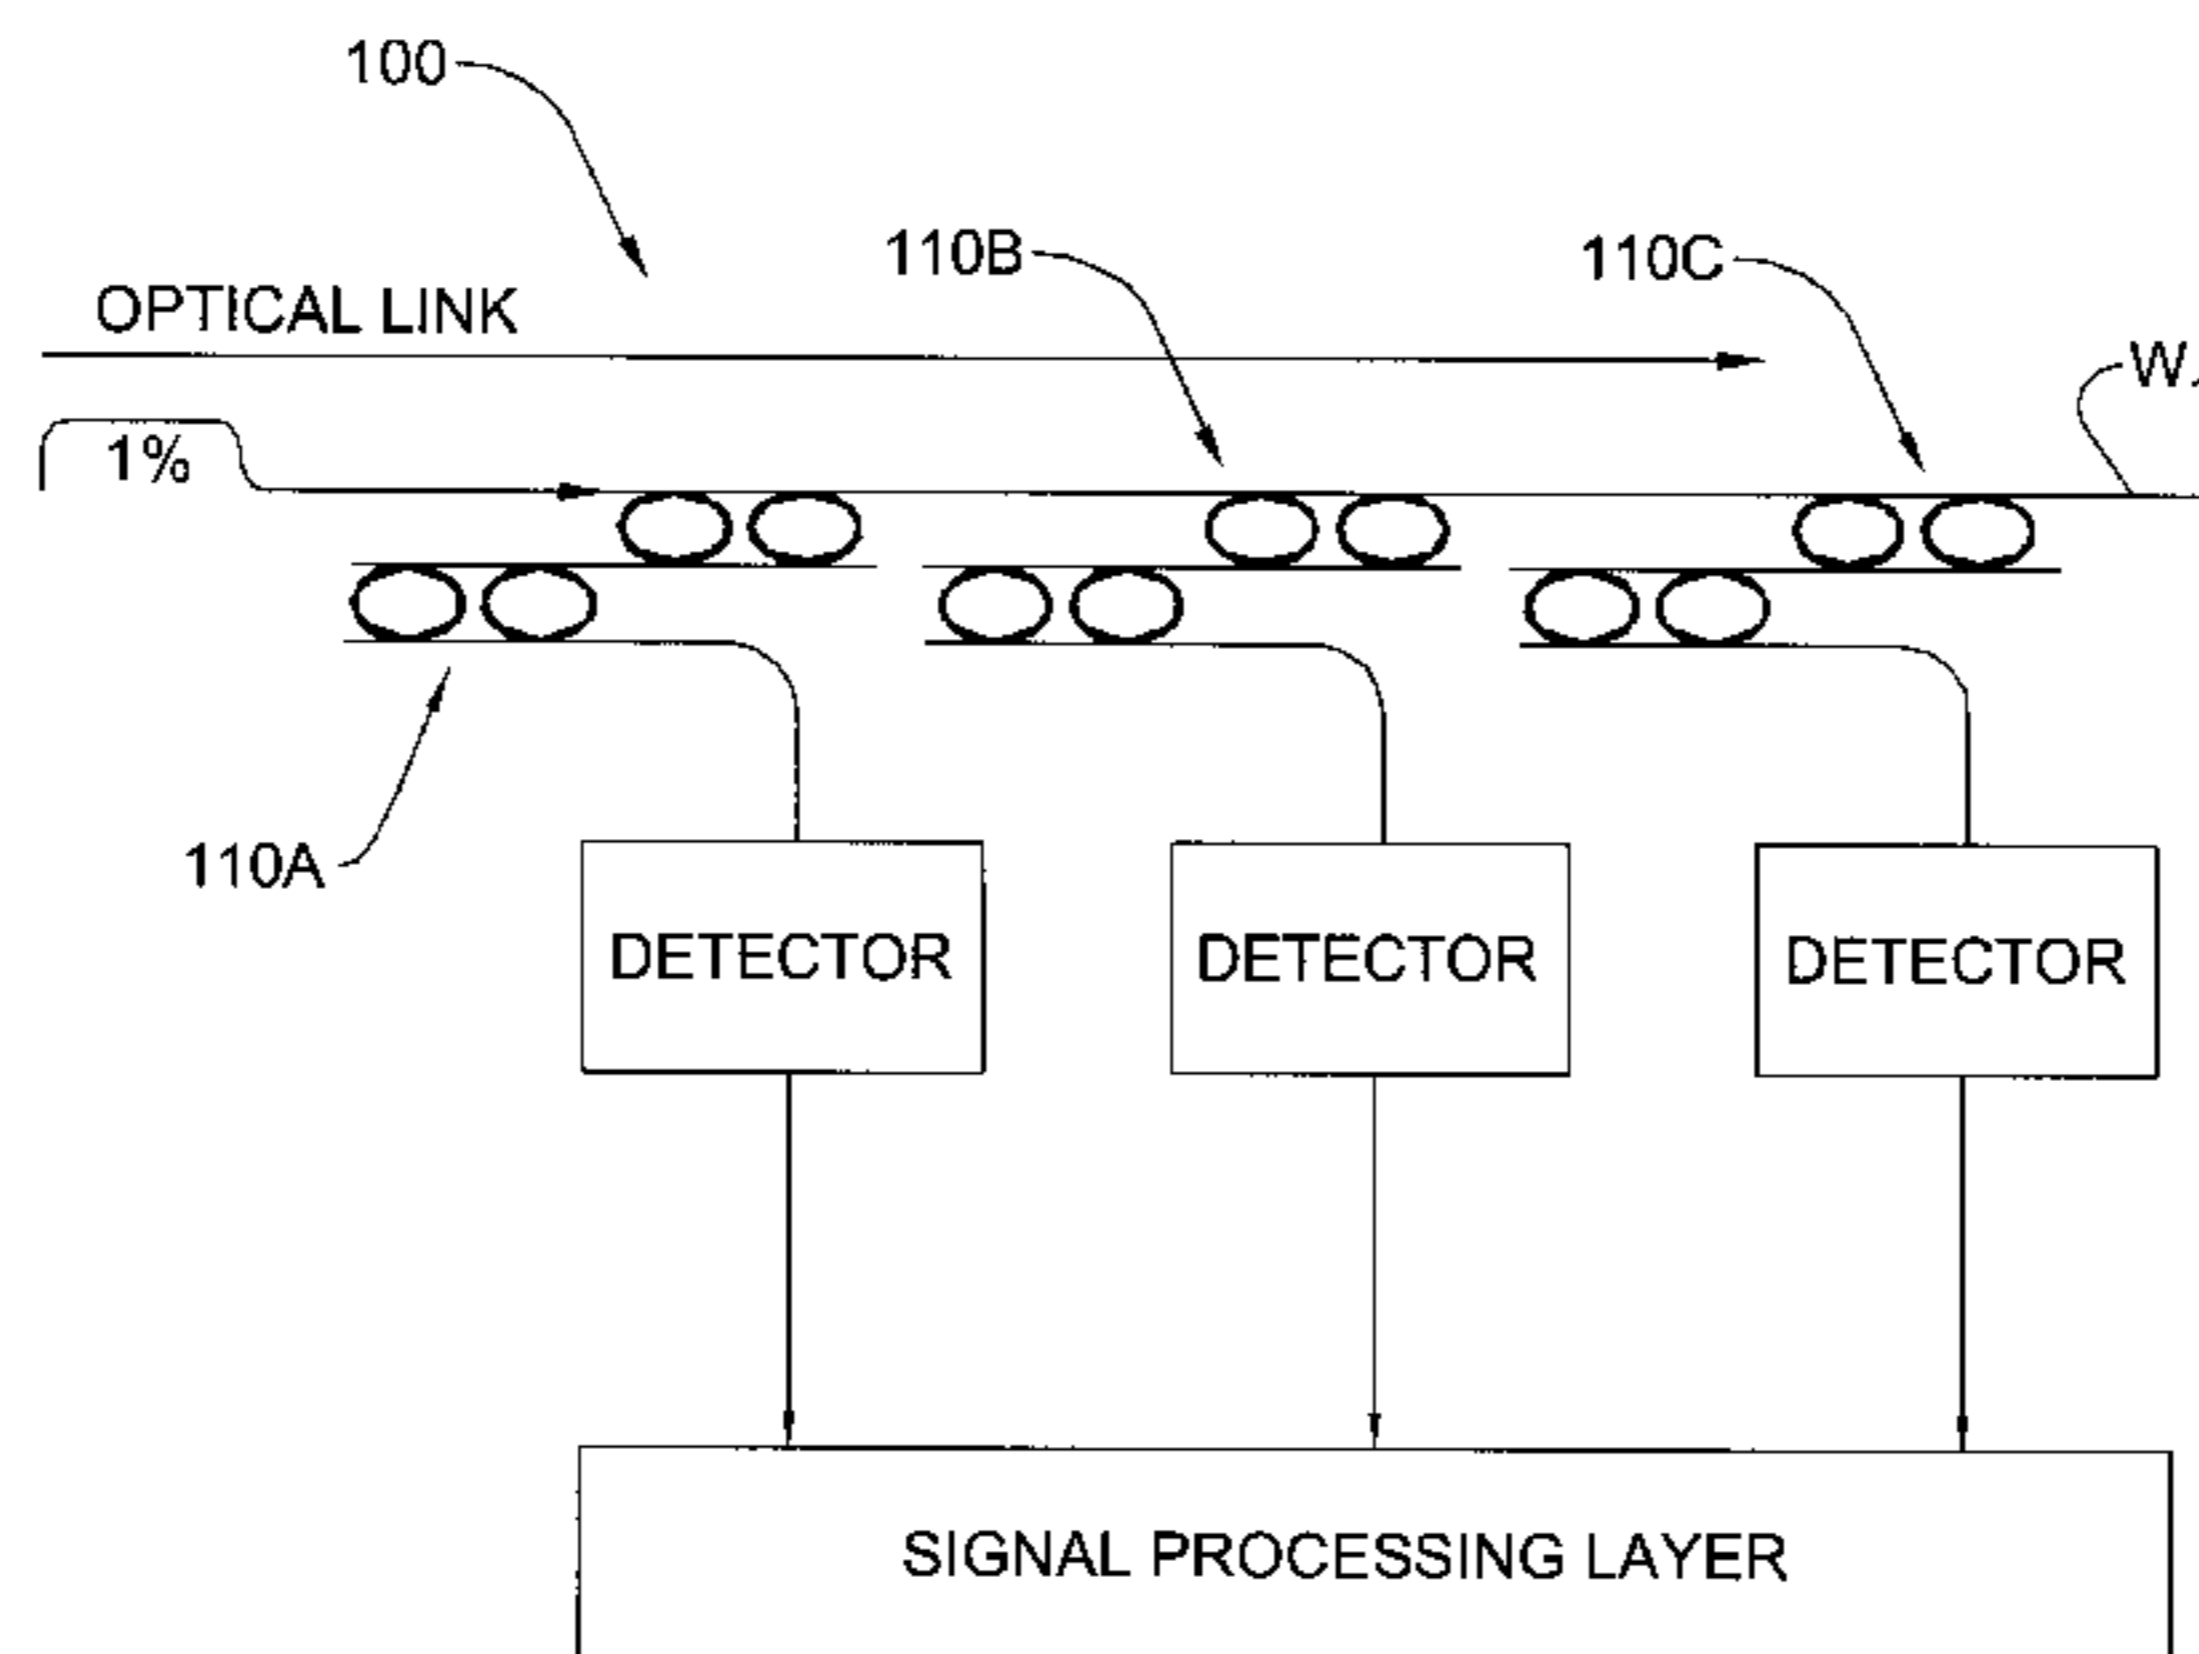 100
110B
110C
OPTICAL LINK
W.
1%
110A
DETECTOR
DETECTOR
DETECTOR
SIGNAL PROCESSING LAYER